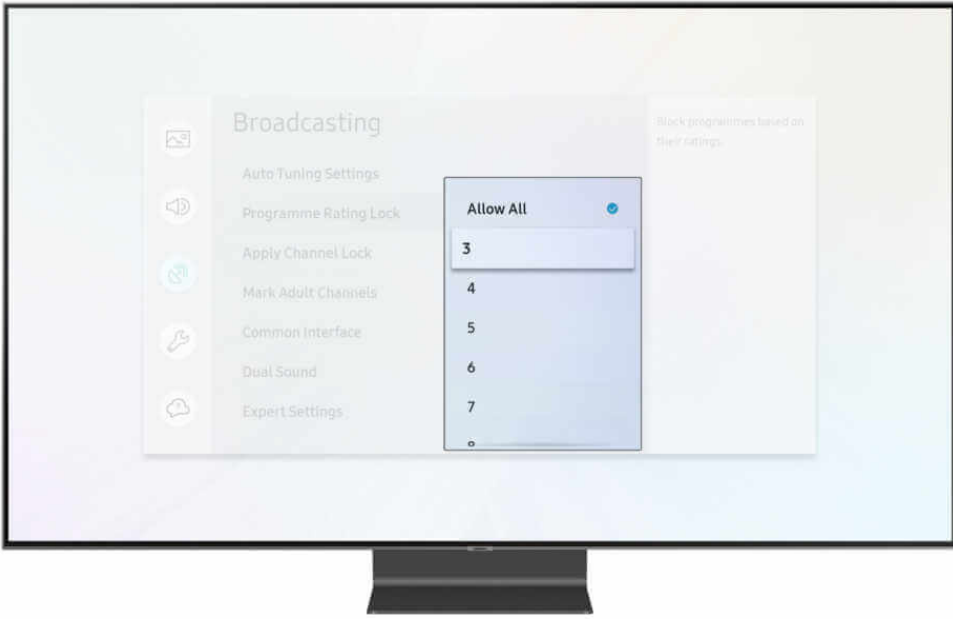 Broadcasting
Auto Tuning Settings
Programme Rating Lock
Apply Channel Lock
Mark Adult Channels
Common Interface
Dual Sound
Expert Settings
Allow All
3
4
5
6
7
Block programmes based on
their ratings.